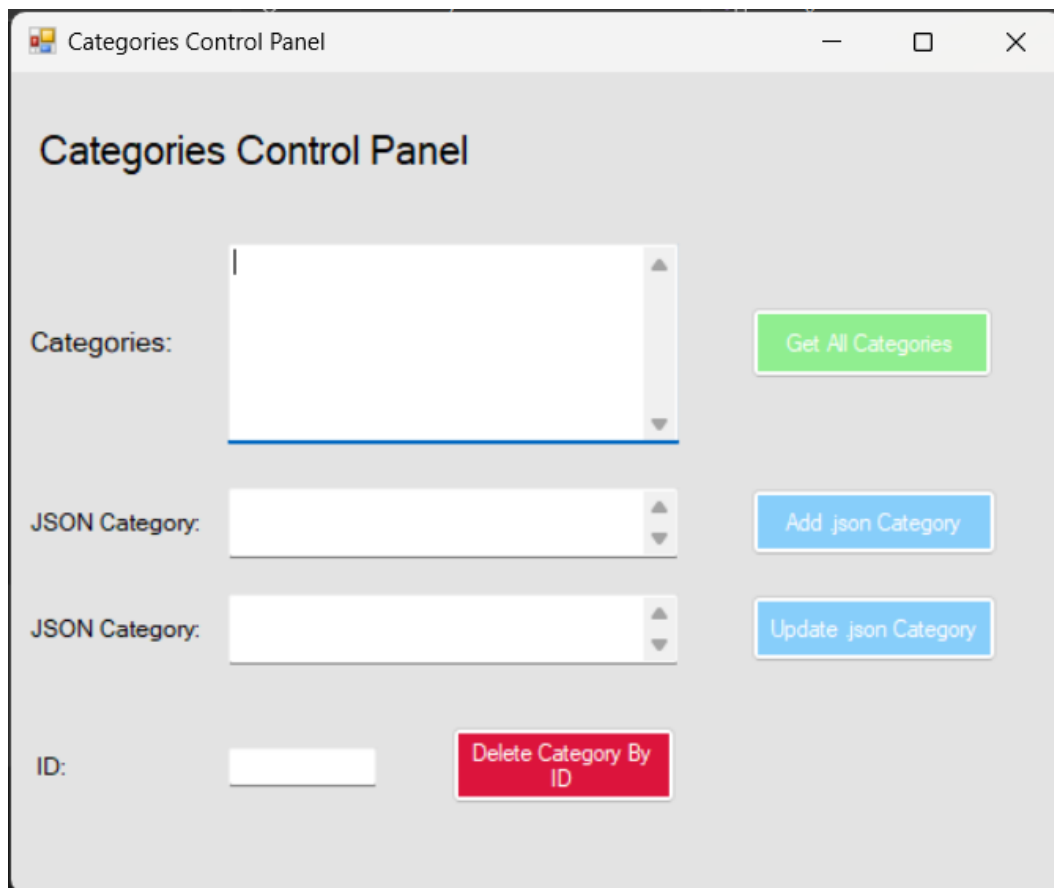 Categories Control Panel
Categories Control Panel
Categories:
Get All Categories
JSON Category:
Add .json Category
JSON Category:
Update .json Category
ID:
Delete Category By
ID